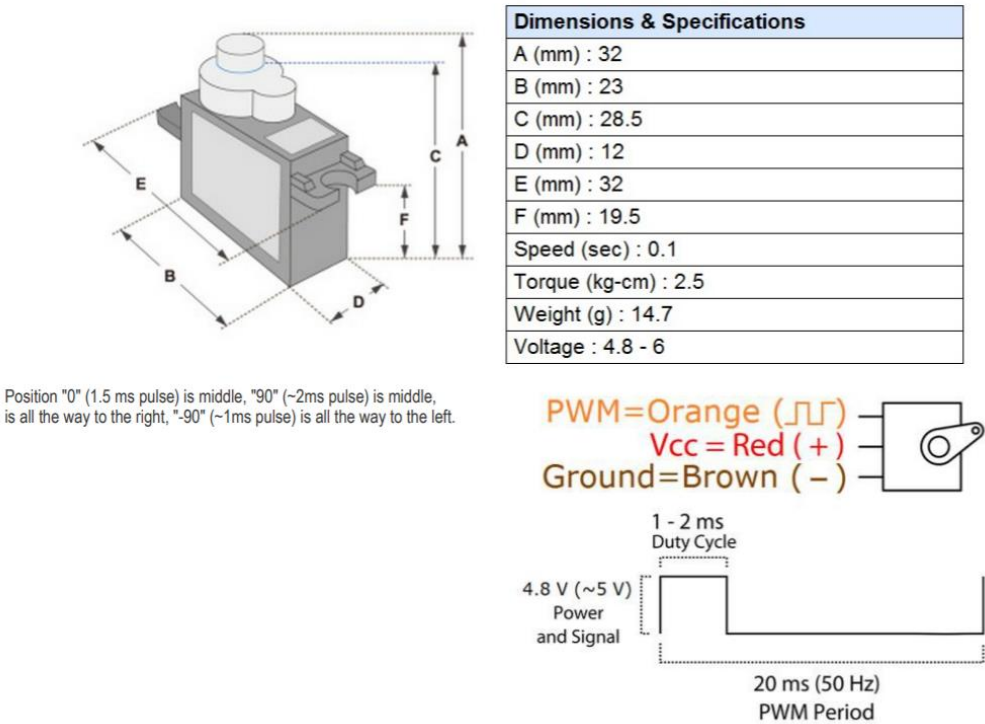 A
C
E
F
B
D
Dimensions & Specifications
A (mm) : 32
B (mm) : 23
C (mm) : 28.5
D (mm) : 12
E (mm) : 32
F (mm) : 19.5
Speed (sec) : 0.1
Torque (kg-cm) : 2.5
Weight (g) : 14.7
Voltage : 4.8 - 6
Position "0" (1.5 ms pulse) is middle, "90" (~2ms pulse) is middle,
is all the way to the right, "-90" (~1ms pulse) is all the way to the left.
PWM=Orange (⎍⎍)
Vcc = Red ( + )
Ground=Brown ( – )
1 - 2 ms
Duty Cycle
4.8 V (~5 V)
Power
and Signal
20 ms (50 Hz)
PWM Period